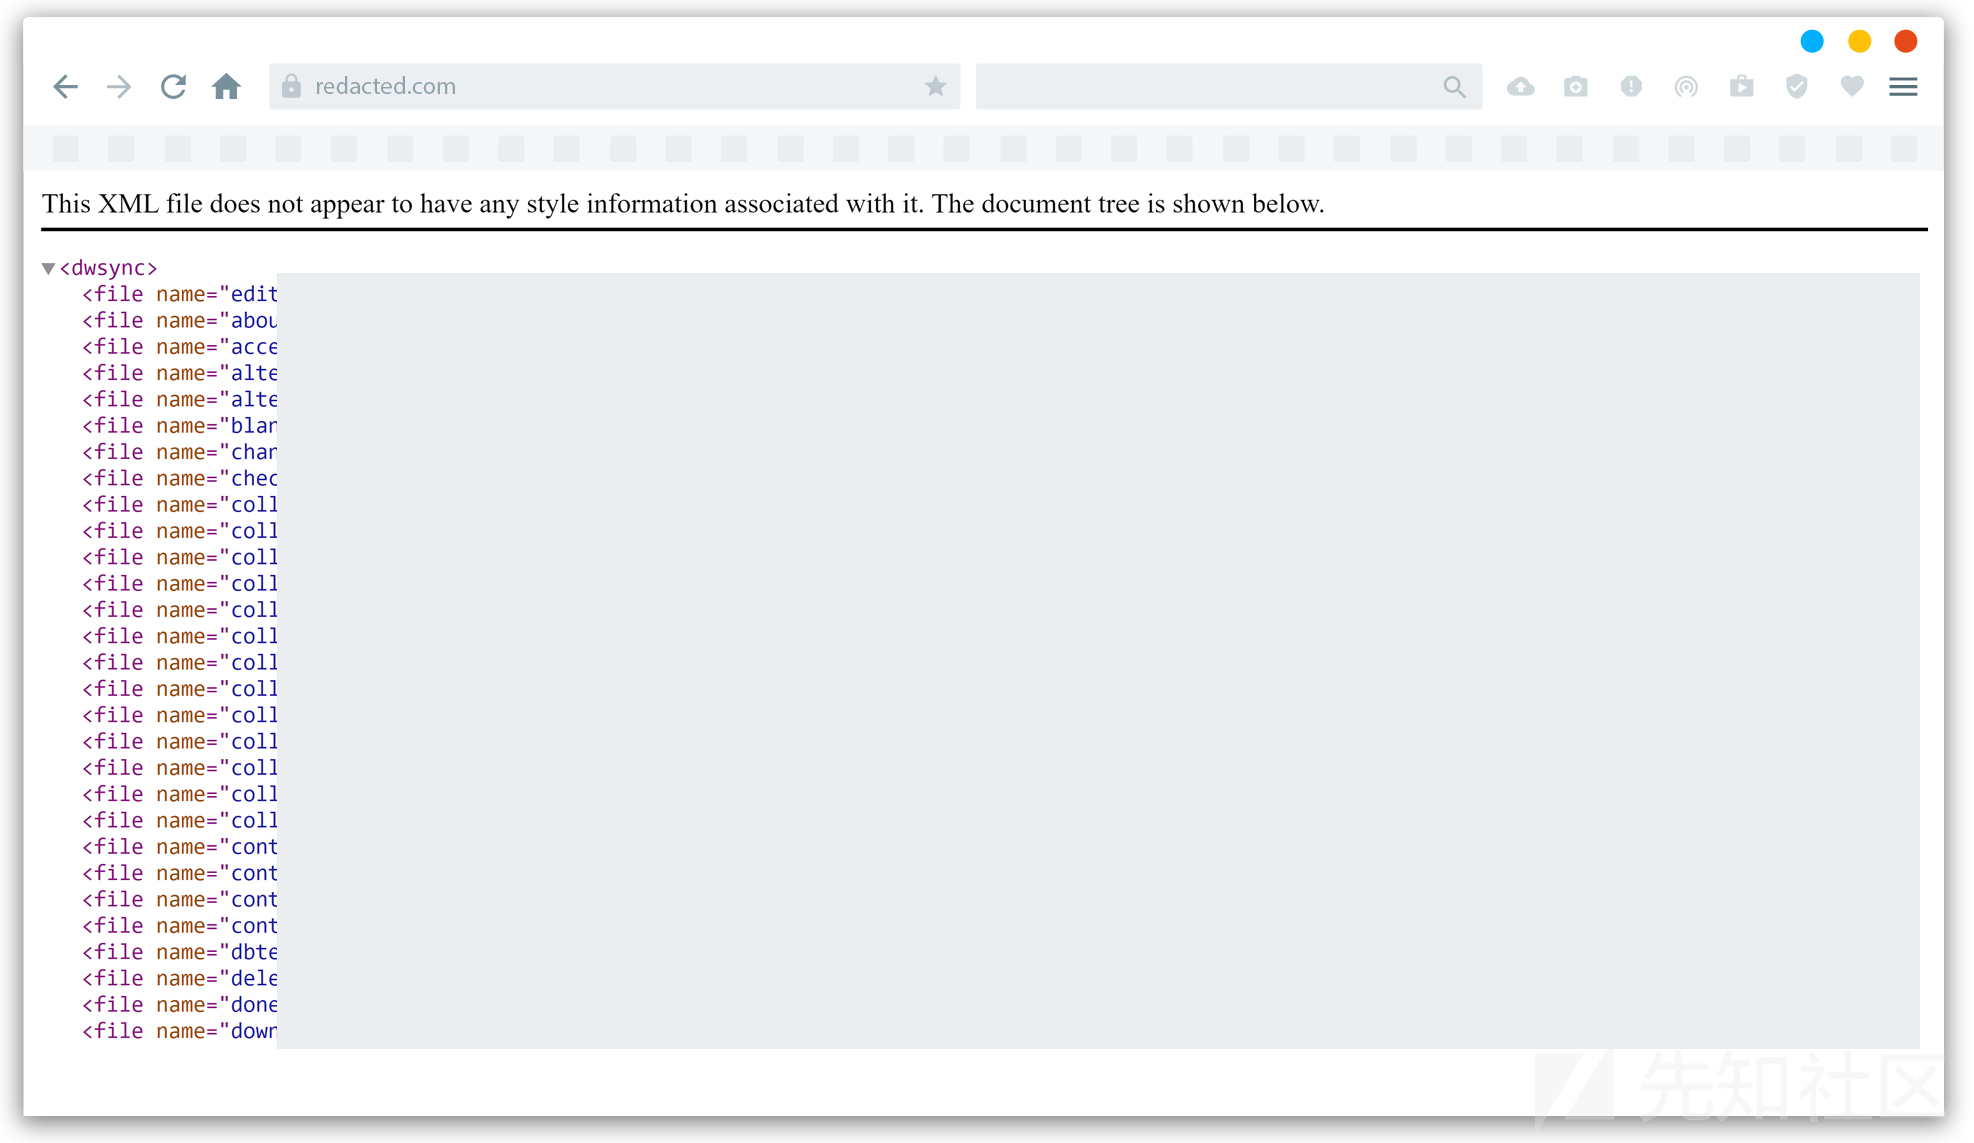 redacted.com
This XML file does not appear to have any style information associated with it. The document tree is shown below.
<dwsync>
<file name="edit
<file name="abou
<file name="acce
<file name="alte
<file name="alte
<file name="blan
<file name="chan
<file name="chec
<file name="coll
<file name="coll
<file name="coll
<file name="coll
<file name="coll
<file name="coll
<file name="coll
<file name="coll
<file name="coll
<file name="coll
<file name="coll
<file name="coll
<file name="coll
<file name="cont
<file name="cont
<file name="cont
<file name="cont
<file name="dbte
<file name="dele
<file name="done
<file name="down
先知社区